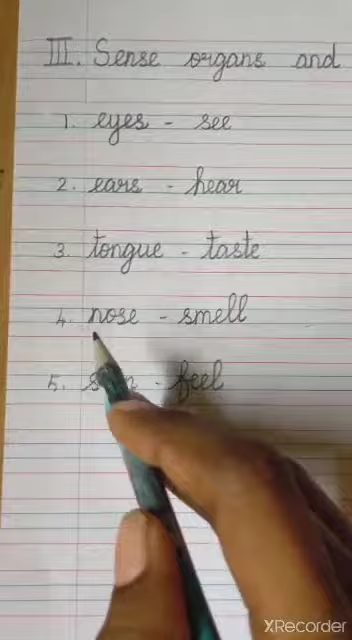 III. Sense organs and
1. eyes - see
2. ears - hear
3. tongue - taste
4. nose - smell
5. - feel
XRecorder